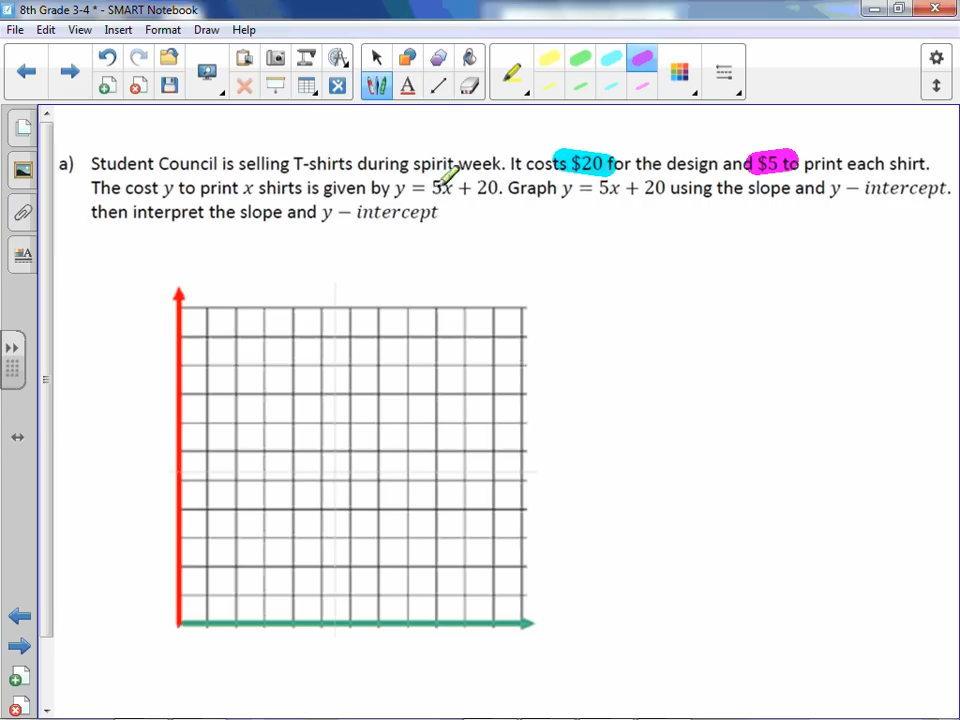 8th Grade 3-4 * - SMART Notebook
File Edit View Insert Format Draw Help
a) Student Council is selling T-shirts during spirit week. It costs $20 for the design and $5 to print each shirt.
The cost y to print x shirts is given by y = 5x + 20. Graph y = 5x + 20 using the slope and y − intercept.
then interpret the slope and y − intercept